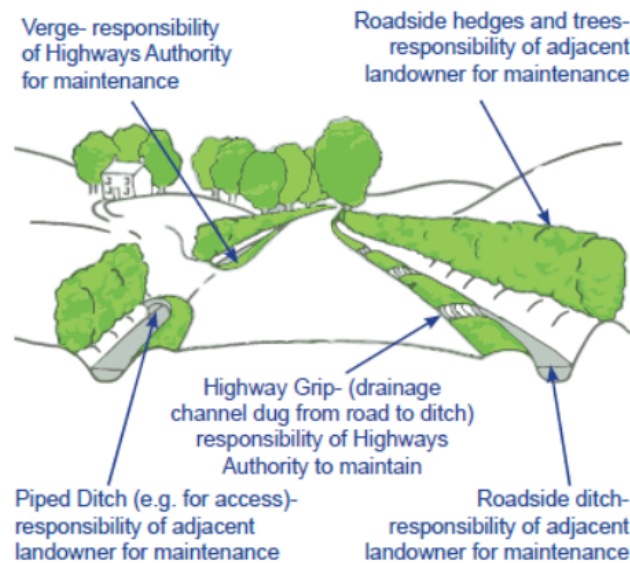 Verge- responsibility
of Highways Authority
for maintenance
Roadside hedges and trees-
responsibility of adjacent
landowner for maintenance
Highway Grip- (drainage
channel dug from road to ditch)
responsibility of Highways
Authority to maintain
Piped Ditch (e.g. for access)-
responsibility of adjacent
landowner for maintenance
Roadside ditch-
responsibility of adjacent
landowner for maintenance